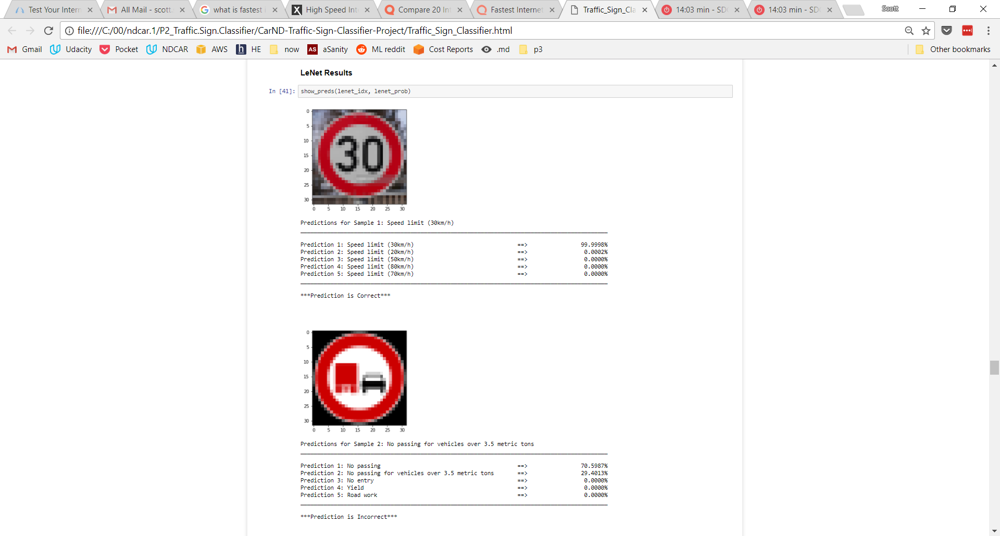 Test Your Intern
All Mail - scott.
what is fastest i
High Speed Inte
Compare 20 Int
Fastest Internet
Traffic_Sign_Cla
14:03 min - SD
14:03 min - SD
Scott
file:///C:/00/ndcar.1/P2_Traffic.Sign.Classifier/CarND-Traffic-Sign-Classifier-Project/Traffic_Sign_Classifier.html
Gmail Udacity Pocket NDCAR AWS h HE now AS aSanity ML reddit Cost Reports .md p3 Other bookmarks
LeNet Results
In [41]: show_preds(lenet_idx, lenet_prob)
0
5
10
15
20
25
30
30
0 5 10 15 20 25 30
Predictions for Sample 1: Speed limit (30km/h)
Prediction 1: Speed limit (30km/h) ==> 99.9998%
Prediction 2: Speed limit (20km/h) ==> 0.0002%
Prediction 3: Speed limit (50km/h) ==> 0.0000%
Prediction 4: Speed limit (80km/h) ==> 0.0000%
Prediction 5: Speed limit (70km/h) ==> 0.0000%
***Prediction is Correct***
0
5
10
15
20
25
30
0 5 10 15 20 25 30
Predictions for Sample 2: No passing for vehicles over 3.5 metric tons
Prediction 1: No passing ==> 70.5987%
Prediction 2: No passing for vehicles over 3.5 metric tons ==> 29.4013%
Prediction 3: No entry ==> 0.0000%
Prediction 4: Yield ==> 0.0000%
Prediction 5: Road work ==> 0.0000%
***Prediction is Incorrect***